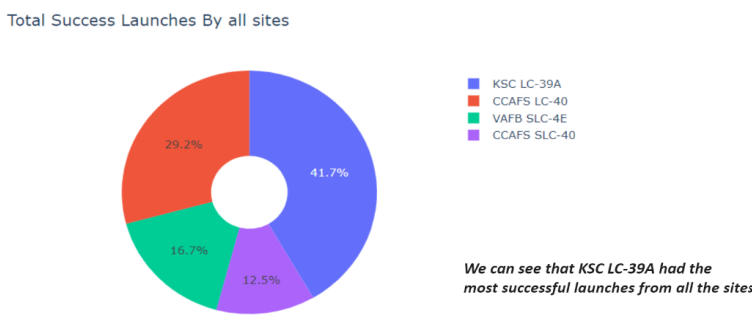 Total Success Launches By all sites
KSC LC-39A
CCAFS LC-40
VAFB SLC-4E
CCAFS SLC-40
29.2%
41.7%
16.7%
12.5%
We can see that KSC LC-39A had the
most successful launches from all the sites